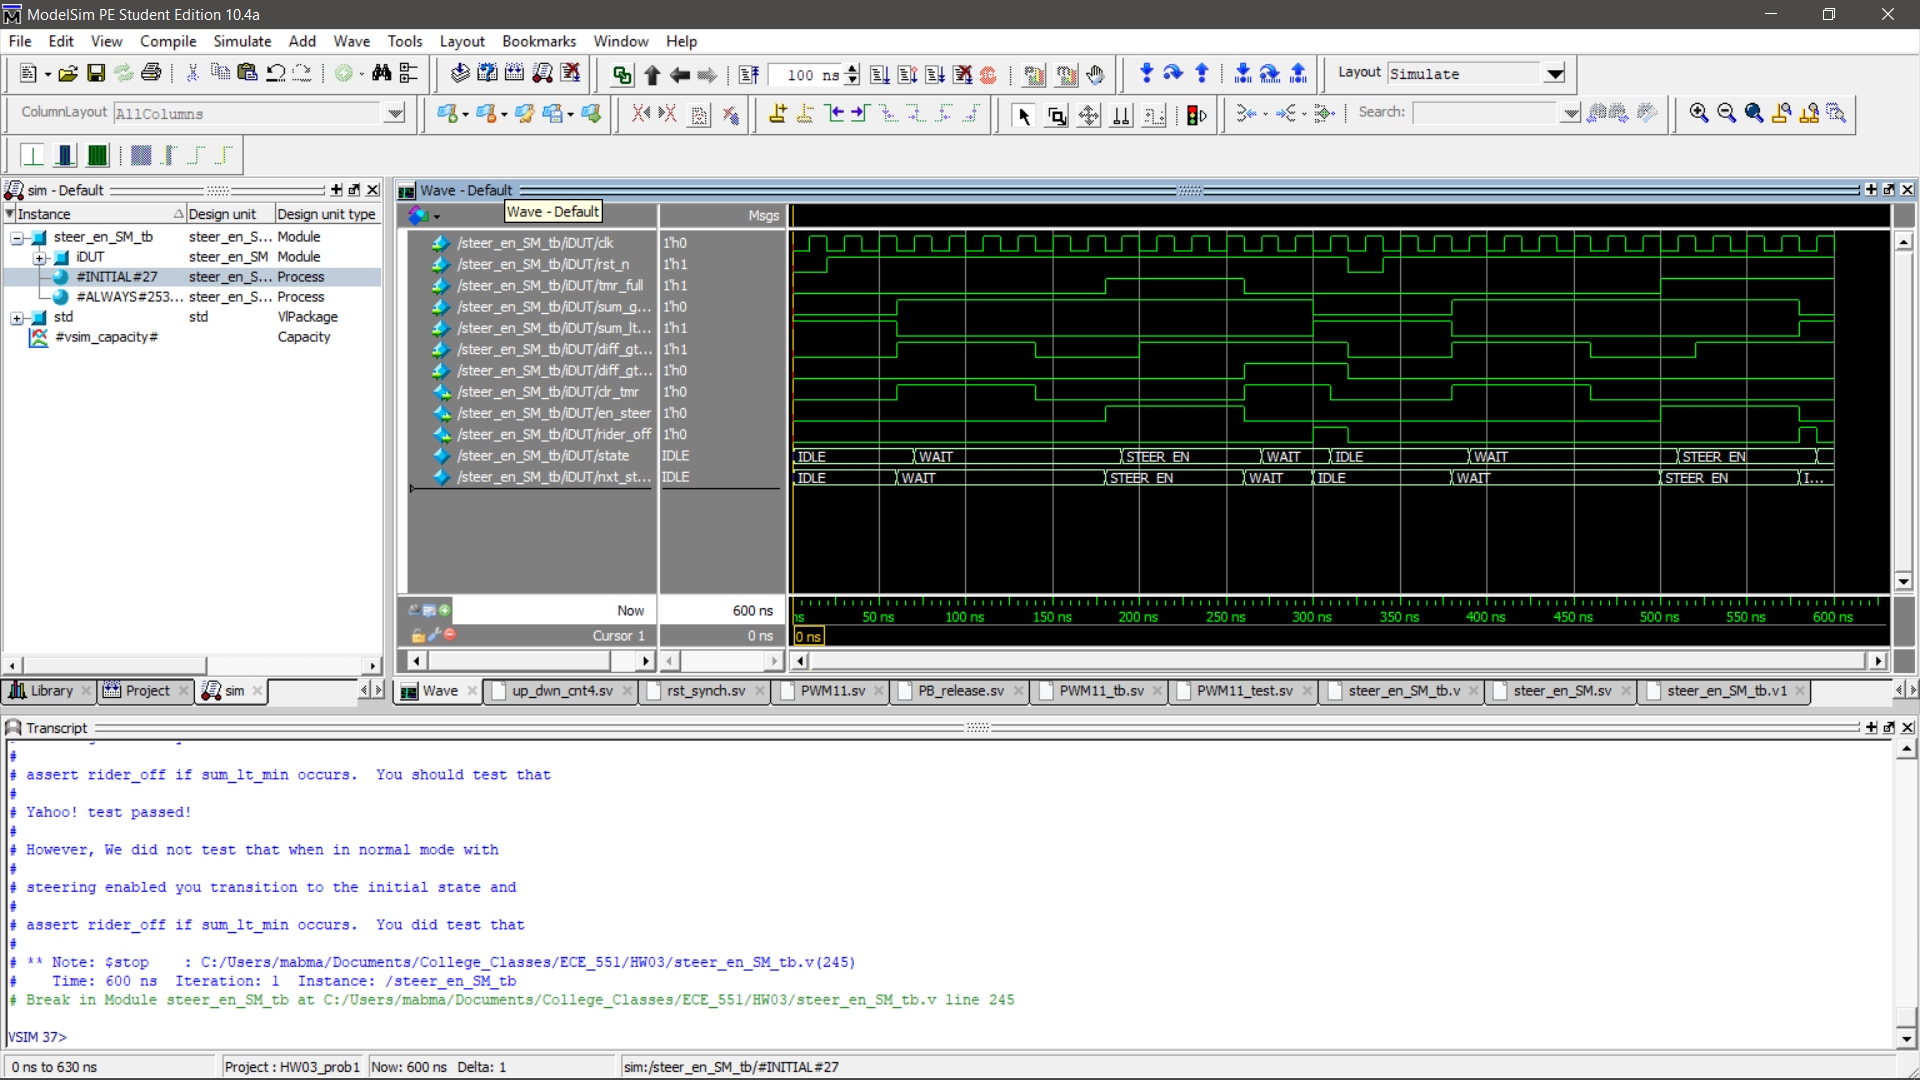 ModelSim PE Student Edition 10.4a
File Edit View Compile Simulate Add Wave Tools Layout Bookmarks Window Help
100 ns
Layout Simulate
ColumnLayout AllColumns
Search:
sim - Default
Wave - Default
Wave - Default
Instance Design unit Design unit type
Msgs
steer_en_SM_tb steer_en_S... Module
iDUT steer_en_SM Module
#INITIAL#27 steer_en_S... Process
#ALWAYS#253... steer_en_S... Process
std std VlPackage
#vsim_capacity# Capacity
/steer_en_SM_tb/iDUT/clk 1'h0
/steer_en_SM_tb/iDUT/rst_n 1'h1
/steer_en_SM_tb/iDUT/tmr_full 1'h1
/steer_en_SM_tb/iDUT/sum_g... 1'h0
/steer_en_SM_tb/iDUT/sum_lt... 1'h1
/steer_en_SM_tb/iDUT/diff_gt... 1'h1
/steer_en_SM_tb/iDUT/diff_gt... 1'h0
/steer_en_SM_tb/iDUT/clr_tmr 1'h0
/steer_en_SM_tb/iDUT/en_steer 1'h0
/steer_en_SM_tb/iDUT/rider_off 1'h0
/steer_en_SM_tb/iDUT/state IDLE IDLE WAIT STEER_EN WAIT IDLE WAIT STEER_EN
/steer_en_SM_tb/iDUT/nxt_st... IDLE IDLE WAIT STEER_EN WAIT IDLE WAIT STEER_EN I...
Now 600 ns
ns 50 ns 100 ns 150 ns 200 ns 250 ns 300 ns 350 ns 400 ns 450 ns 500 ns 550 ns 600 ns
Cursor 1 0 ns 0 ns
Library Project sim
Wave up_dwn_cnt4.sv rst_synch.sv PWM11.sv PB_release.sv PWM11_tb.sv PWM11_test.sv steer_en_SM_tb.v steer_en_SM.sv steer_en_SM_tb.v1
Transcript
#
# assert rider_off if sum_lt_min occurs. You should test that
#
# Yahoo! test passed!
#
# However, We did not test that when in normal mode with
#
# steering enabled you transition to the initial state and
#
# assert rider_off if sum_lt_min occurs. You did test that
#
# ** Note: $stop : C:/Users/mabma/Documents/College_Classes/ECE_551/HW03/steer_en_SM_tb.v(245)
# Time: 600 ns Iteration: 1 Instance: /steer_en_SM_tb
# Break in Module steer_en_SM_tb at C:/Users/mabma/Documents/College_Classes/ECE_551/HW03/steer_en_SM_tb.v line 245
VSIM 37>
0 ns to 630 ns Project : HW03_prob1 Now: 600 ns Delta: 1 sim:/steer_en_SM_tb/#INITIAL#27